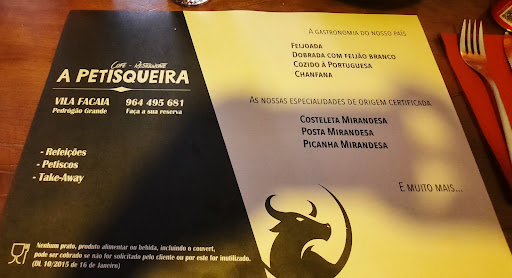 Café - Restaurante
A PETISQUEIRA
VILA FACAIA
Pedrógão Grande
964 495 681
Faça a sua reserva
- Refeições
- Petiscos
- Take-Away
Nenhum prato, produto alimentar ou bebida, incluindo o couvert,
pode ser cobrado se não for solicitado pelo cliente ou por este for inutilizado.
(DL 10/2015 de 16 de Janeiro)
A GASTRONOMIA DO NOSSO PAÍS
FEIJOADA
DOBRADA COM FEIJÃO BRANCO
COZIDO À PORTUGUESA
CHANFANA
AS NOSSAS ESPECIALIDADES DE ORIGEM CERTIFICADA
COSTELETA MIRANDESA
POSTA MIRANDESA
PICANHA MIRANDESA
E MUITO MAIS...